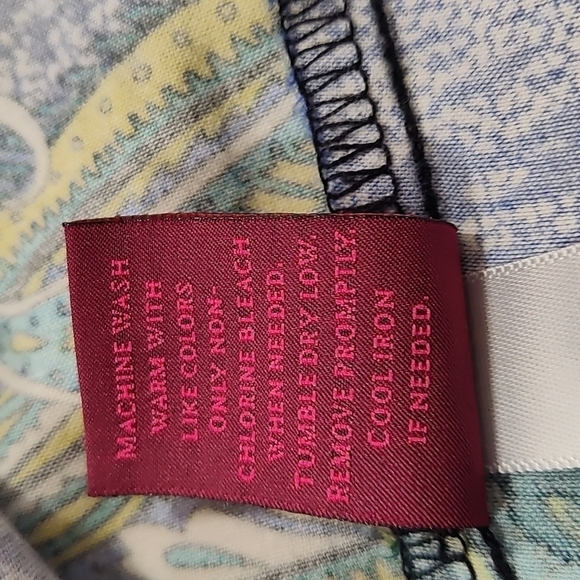 MACHINE WASH
WARM WITH
LIKE COLORS
ONLY NON-
CHLORINE BLEACH
WHEN NEEDED.
TUMBLE DRY LOW.
REMOVE PROMPTLY.
COOL IRON
IF NEEDED.